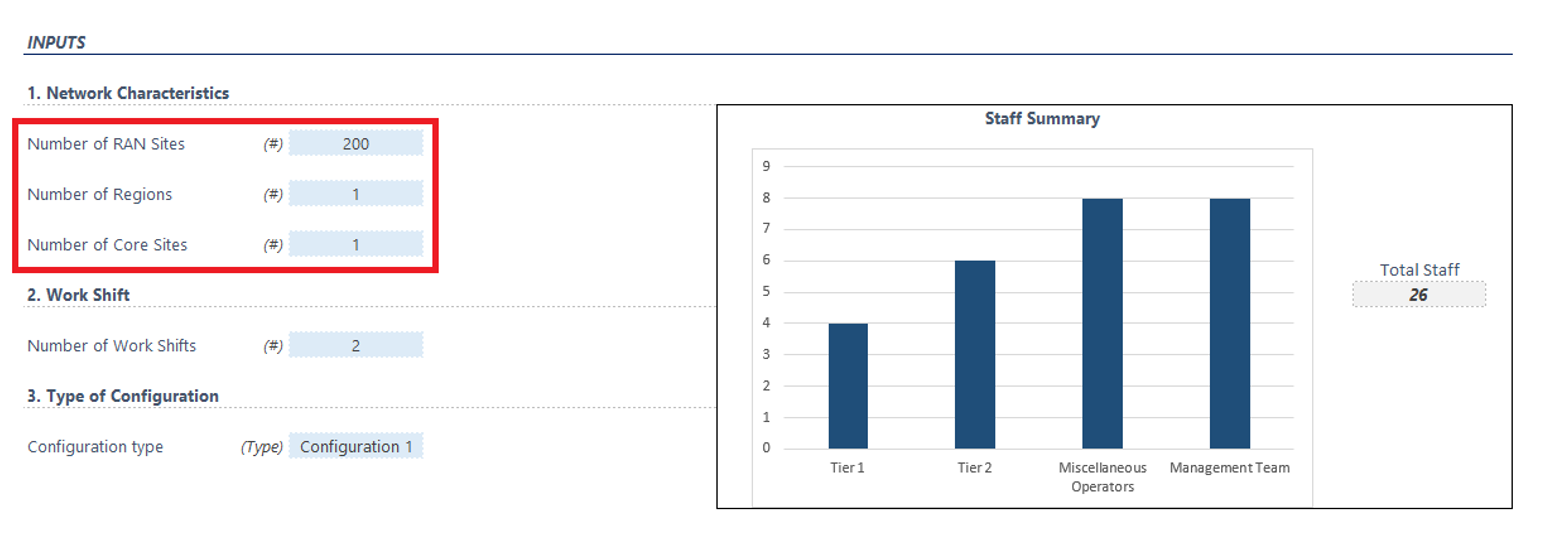 INPUTS
1. Network Characteristics
Number of RAN Sites (#) 200
Number of Regions (#) 1
Number of Core Sites (#) 1
2. Work Shift
Number of Work Shifts (#) 2
3. Type of Configuration
Configuration type (Type) Configuration 1
Staff Summary
9
8
7
6
5
4
3
2
1
0
Tier 1 Tier 2 Miscellaneous Management Team
Operators
Total Staff
26